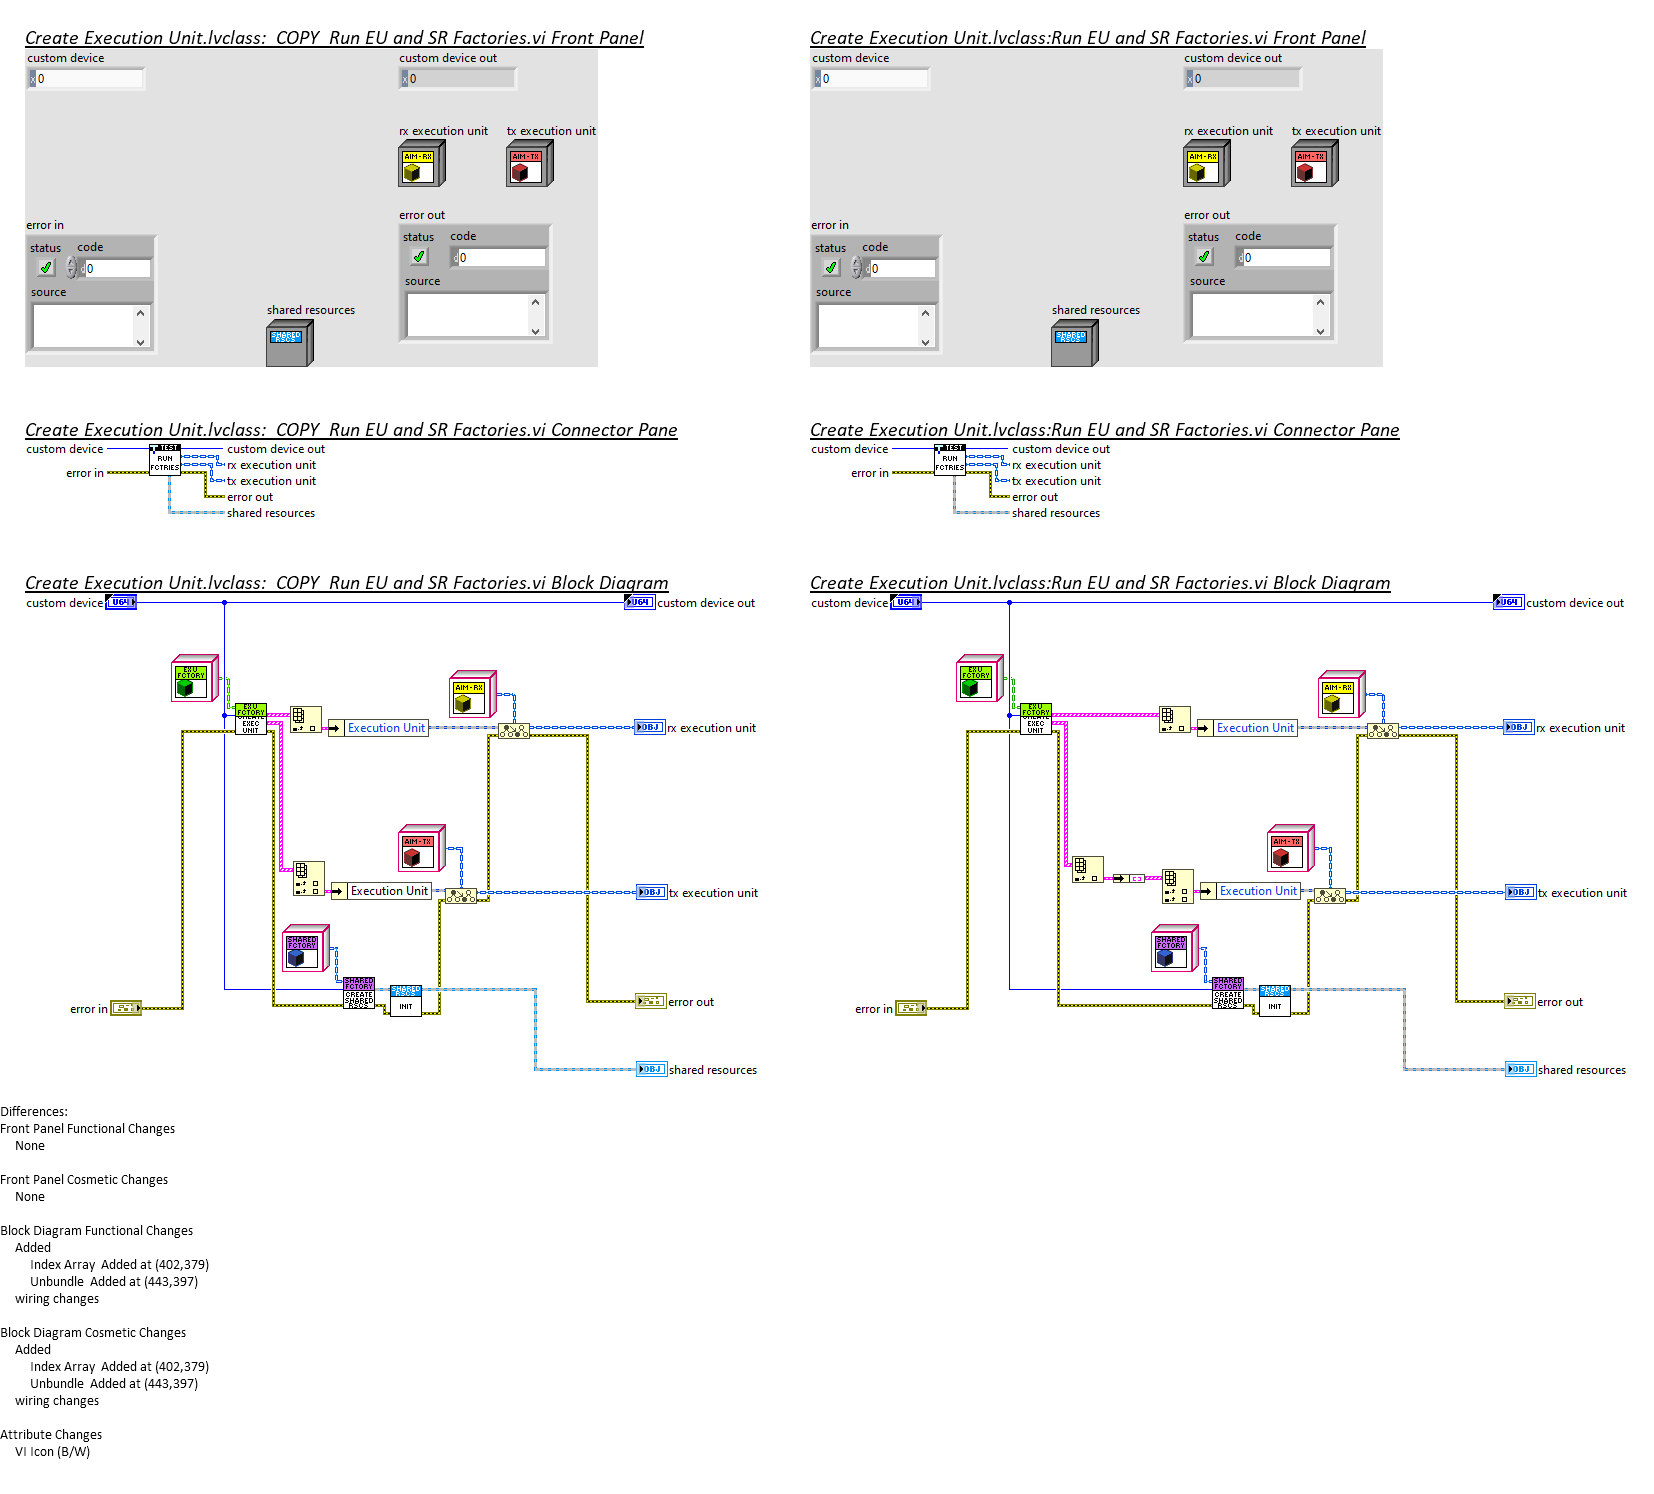 Create Execution Unit.lvclass:  COPY  Run EU and SR Factories.vi Front Panel
custom device
x 0
custom device out
x 0
rx execution unit
tx execution unit
AIM-RX
AIM-TX
error in
status
code
d 0
source
error out
status
code
d 0
source
shared resources
SHARED
RSCS
Create Execution Unit.lvclass:Run EU and SR Factories.vi Front Panel
custom device
x 0
custom device out
x 0
rx execution unit
tx execution unit
AIM-RX
AIM-TX
error in
status
code
d 0
source
error out
status
code
d 0
source
shared resources
SHARED
RSCS
Create Execution Unit.lvclass:  COPY  Run EU and SR Factories.vi Connector Pane
custom device
error in
TEST
RUN
FCTRIES
custom device out
rx execution unit
tx execution unit
error out
shared resources
Create Execution Unit.lvclass:Run EU and SR Factories.vi Connector Pane
custom device
error in
TEST
RUN
FCTRIES
custom device out
rx execution unit
tx execution unit
error out
shared resources
Create Execution Unit.lvclass:  COPY  Run EU and SR Factories.vi Block Diagram
custom device
U64
U64
custom device out
EXU
FCTORY
AIM-RX
EXU
FCTORY
CREATE
EXEC
UNIT
Execution Unit
OBJ
rx execution unit
AIM-TX
Execution Unit
OBJ
tx execution unit
SHARED
FCTORY
SHARED
FCTORY
CREATE
SHARED
RSCS
SHARED
RSCS
INIT
error in
error out
OBJ
shared resources
Create Execution Unit.lvclass:Run EU and SR Factories.vi Block Diagram
custom device
U64
U64
custom device out
EXU
FCTORY
AIM-RX
EXU
FCTORY
CREATE
EXEC
UNIT
Execution Unit
OBJ
rx execution unit
AIM-TX
Execution Unit
OBJ
tx execution unit
SHARED
FCTORY
SHARED
FCTORY
CREATE
SHARED
RSCS
SHARED
RSCS
INIT
error in
error out
OBJ
shared resources
Differences:
Front Panel Functional Changes
None
Front Panel Cosmetic Changes
None
Block Diagram Functional Changes
Added
Index Array  Added at (402,379)
Unbundle  Added at (443,397)
wiring changes
Block Diagram Cosmetic Changes
Added
Index Array  Added at (402,379)
Unbundle  Added at (443,397)
wiring changes
Attribute Changes
VI Icon (B/W)